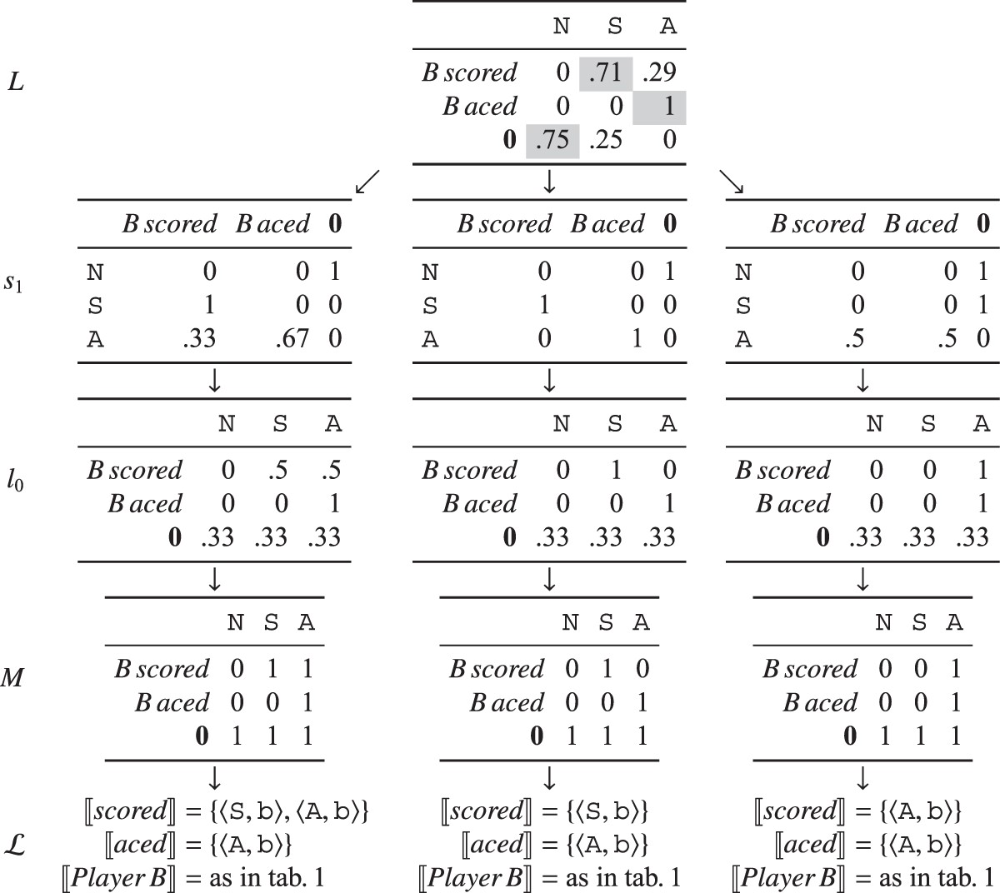 N S A
L
B scored 0 .71 .29
B aced 0 0 1
0 .75 .25 0
↙ ↓ ↘
B scored B aced 0 B scored B aced 0 B scored B aced 0
s₁
N 0 0 1 N 0 0 1 N 0 0 1
S 1 0 0 S 1 0 0 S 0 0 1
A .33 .67 0 A 0 1 0 A .5 .5 0
↓ ↓ ↓
N S A N S A N S A
l₀
B scored 0 .5 .5 B scored 0 1 0 B scored 0 0 1
B aced 0 0 1 B aced 0 0 1 B aced 0 0 1
0 .33 .33 .33 0 .33 .33 .33 0 .33 .33 .33
↓ ↓ ↓
N S A N S A N S A
M
B scored 0 1 1 B scored 0 1 0 B scored 0 0 1
B aced 0 0 1 B aced 0 0 1 B aced 0 0 1
0 1 1 1 0 1 1 1 0 1 1 1
↓ ↓ ↓
⟦scored⟧ = {⟨S, b⟩, ⟨A, b⟩} ⟦scored⟧ = {⟨S, b⟩} ⟦scored⟧ = {⟨A, b⟩}
ℒ ⟦aced⟧ = {⟨A, b⟩} ⟦aced⟧ = {⟨A, b⟩} ⟦aced⟧ = {⟨A, b⟩}
⟦Player B⟧ = as in tab. 1 ⟦Player B⟧ = as in tab. 1 ⟦Player B⟧ = as in tab. 1